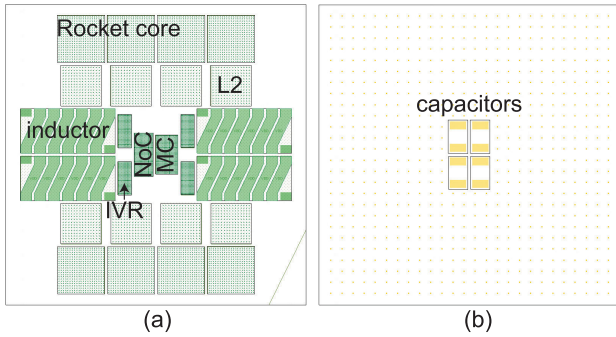 Rocket core
L2
inductor
NoC
MC
IVR
capacitors
(a)
(b)